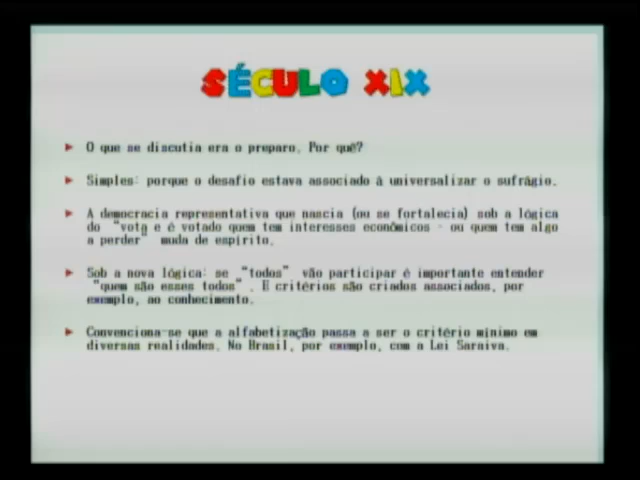 SÉCULO XIX
O que se discutia era o preparo. Por quê?
Simples: porque o desafio estava associado à universalizar o sufrágio.
A democracia representativa que nascia (ou se fortalecia) sob a lógica
do "vota e é votado quem tem interesses econômicos - ou quem tem algo
a perder" muda de espírito.
Sob a nova lógica: se "todos" vão participar é importante entender
"quem são esses todos". E critérios são criados associados, por
exemplo, ao conhecimento.
Convenciona-se que a alfabetização passa a ser o critério mínimo em
diversas realidades. No Brasil, por exemplo, com a Lei Saraiva.